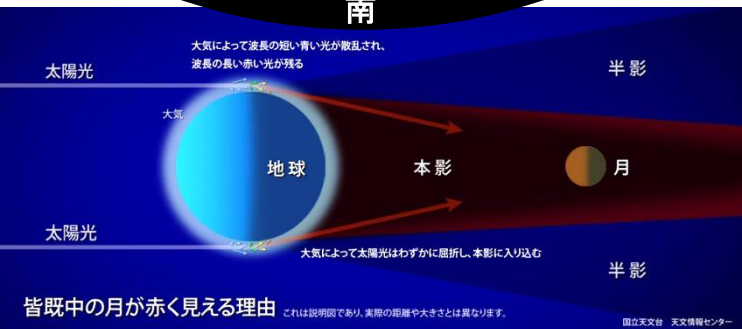 南
大気によって波長の短い青い光が散乱され、
波長の長い赤い光が残る
太陽光
半影
大気
地球
本影
月
太陽光
大気によって太陽光はわずかに屈折し、本影に入り込む
半影
皆既中の月が赤く見える理由 これは説明図であり、実際の距離や大きさとは異なります。
国立天文台 天文情報センター